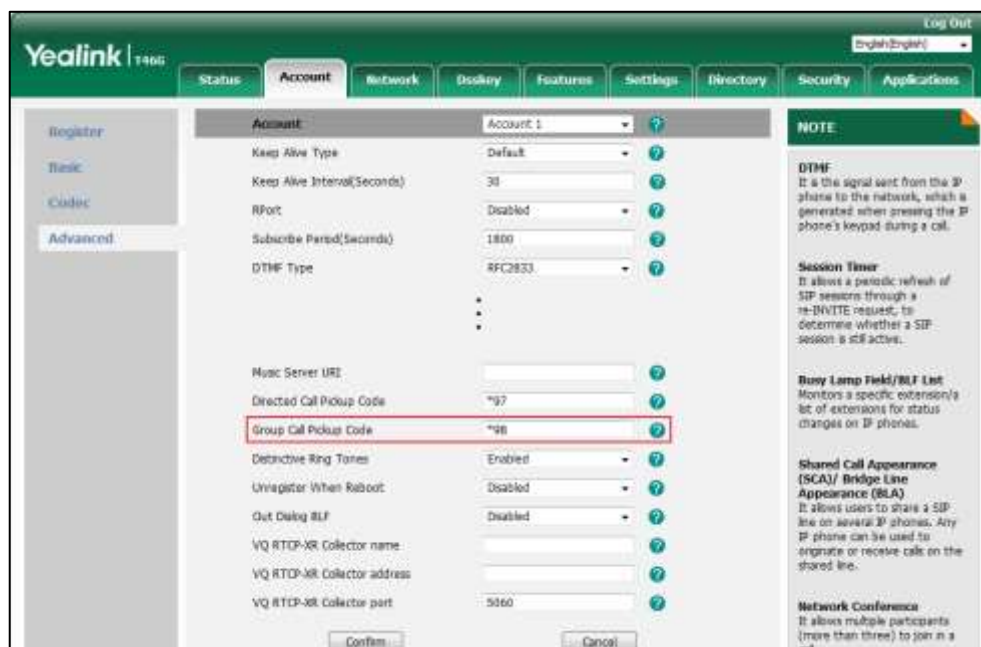 Log Out
English(English)
Yealink | T46G
Status
Account
Network
Dsskey
Features
Settings
Directory
Security
Applications
Register
Basic
Codec
Advanced
Account
Account 1
Keep Alive Type
Default
Keep Alive Interval(Seconds)
30
RPort
Disabled
Subscribe Period(Seconds)
1800
DTMF Type
RFC2833
Music Server URI
Directed Call Pickup Code
*97
Group Call Pickup Code
*98
Distinctive Ring Tones
Enabled
Unregister When Reboot
Disabled
Out Dialog BLF
Disabled
VQ RTCP-XR Collector name
VQ RTCP-XR Collector address
VQ RTCP-XR Collector port
5060
Confirm
Cancel
NOTE
DTMF
It is the signal sent from the IP
phone to the network, which is
generated when pressing the IP
phone's keypad during a call.
Session Timer
It allows a periodic refresh of
SIP sessions through a
re-INVITE request, to
determine whether a SIP
session is still active.
Busy Lamp Field/BLF List
Monitors a specific extension/a
list of extensions for status
changes on IP phones.
Shared Call Appearance
(SCA)/ Bridge Line
Appearance (BLA)
It allows users to share a SIP
line on several IP phones. Any
IP phone can be used to
originate or receive calls on the
shared line.
Network Conference
It allows multiple participants
(more than three) to join in a